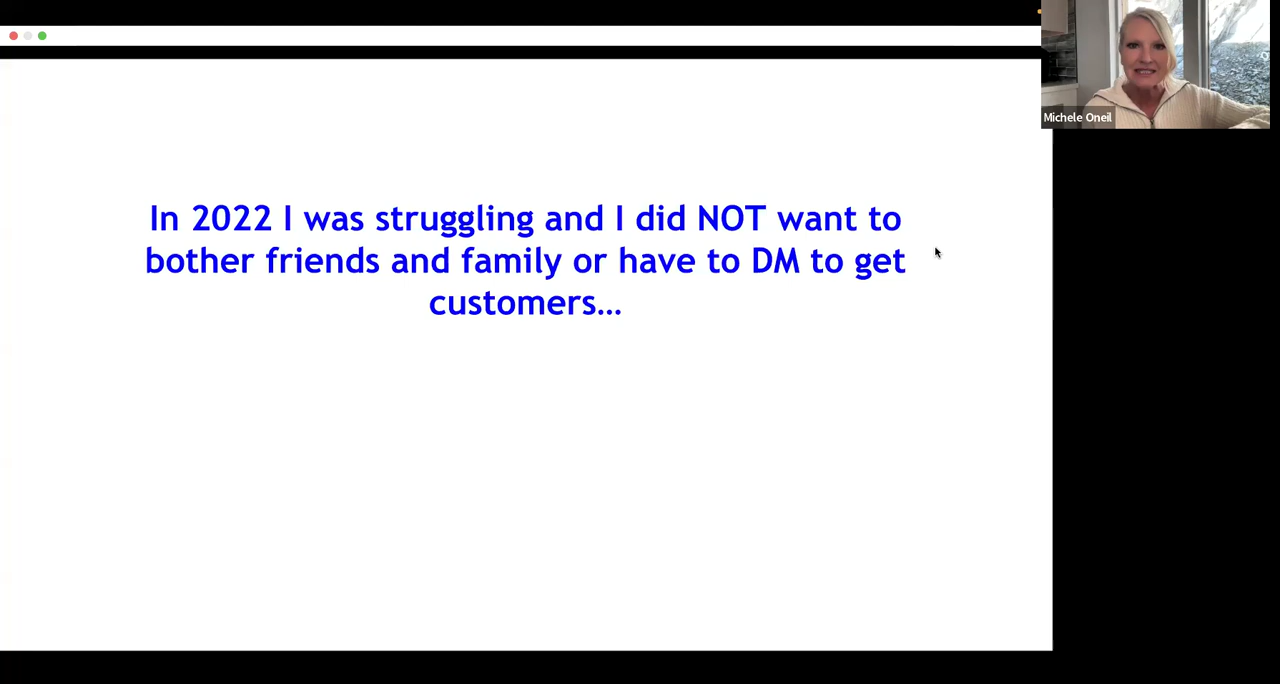 In 2022 I was struggling and I did NOT want to
bother friends and family or have to DM to get
customers...
Michele Oneil